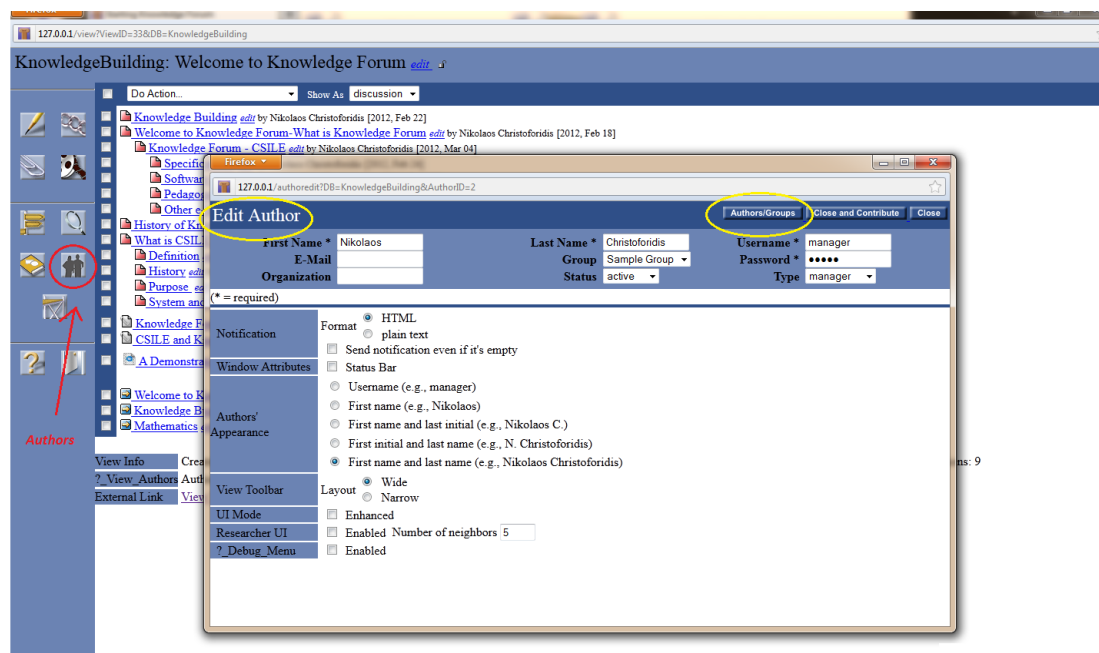 127.0.0.1/view?ViewID=33&DB=KnowledgeBuilding
KnowledgeBuilding: Welcome to Knowledge Forum edit
Do Action... Show As discussion
Knowledge Building edit by Nikolaos Christoforidis [2012, Feb 22]
Welcome to Knowledge Forum-What is Knowledge Forum edit by Nikolaos Christoforidis [2012, Feb 18]
Knowledge Forum - CSILE edit by Nikolaos Christoforidis [2012, Mar 04]
Specific
Softwar
Pedagog
Other e
History of Kn
What is CSIL
Definition
History edit
Purpose ed
System and
Knowledge F
CSILE and K
A Demonstra
Welcome to K
Knowledge B
Mathematics
Authors
View Info Crea ns: 9
?_View_Authors Auth
External Link View
Firefox
127.0.0.1/authoredit?DB=KnowledgeBuilding&AuthorID=2
Edit Author Authors/Groups Close and Contribute Close
First Name * Nikolaos Last Name * Christoforidis Username * manager
E-Mail Group Sample Group Password * •••••
Organization Status active Type manager
(* = required)
Notification Format HTML
plain text
Send notification even if it's empty
Window Attributes Status Bar
Authors' Appearance Username (e.g., manager)
First name (e.g., Nikolaos)
First name and last initial (e.g., Nikolaos C.)
First initial and last name (e.g., N. Christoforidis)
First name and last name (e.g., Nikolaos Christoforidis)
View Toolbar Layout Wide
Narrow
UI Mode Enhanced
Researcher UI Enabled Number of neighbors 5
?_Debug_Menu Enabled